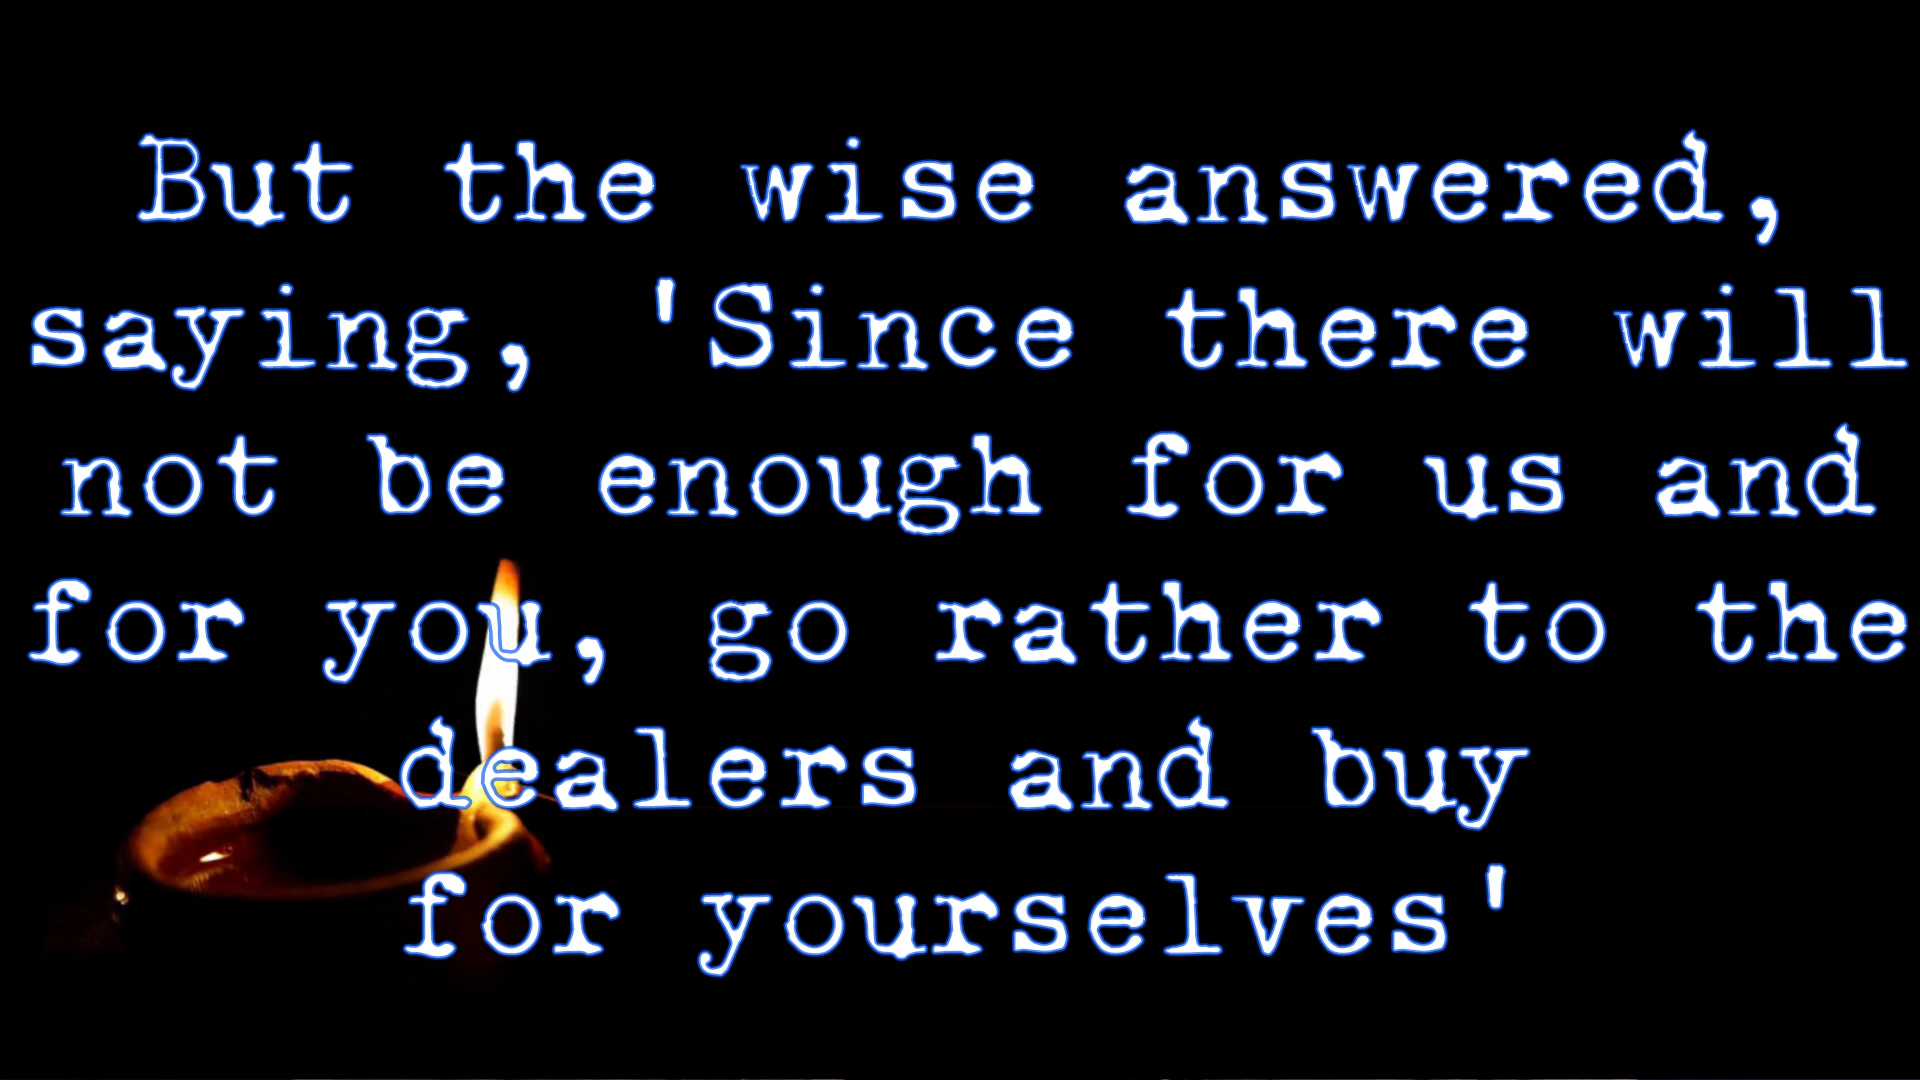 But the wise answered,
saying, 'Since there will
not be enough for us and
for you, go rather to the
dealers and buy
for yourselves'